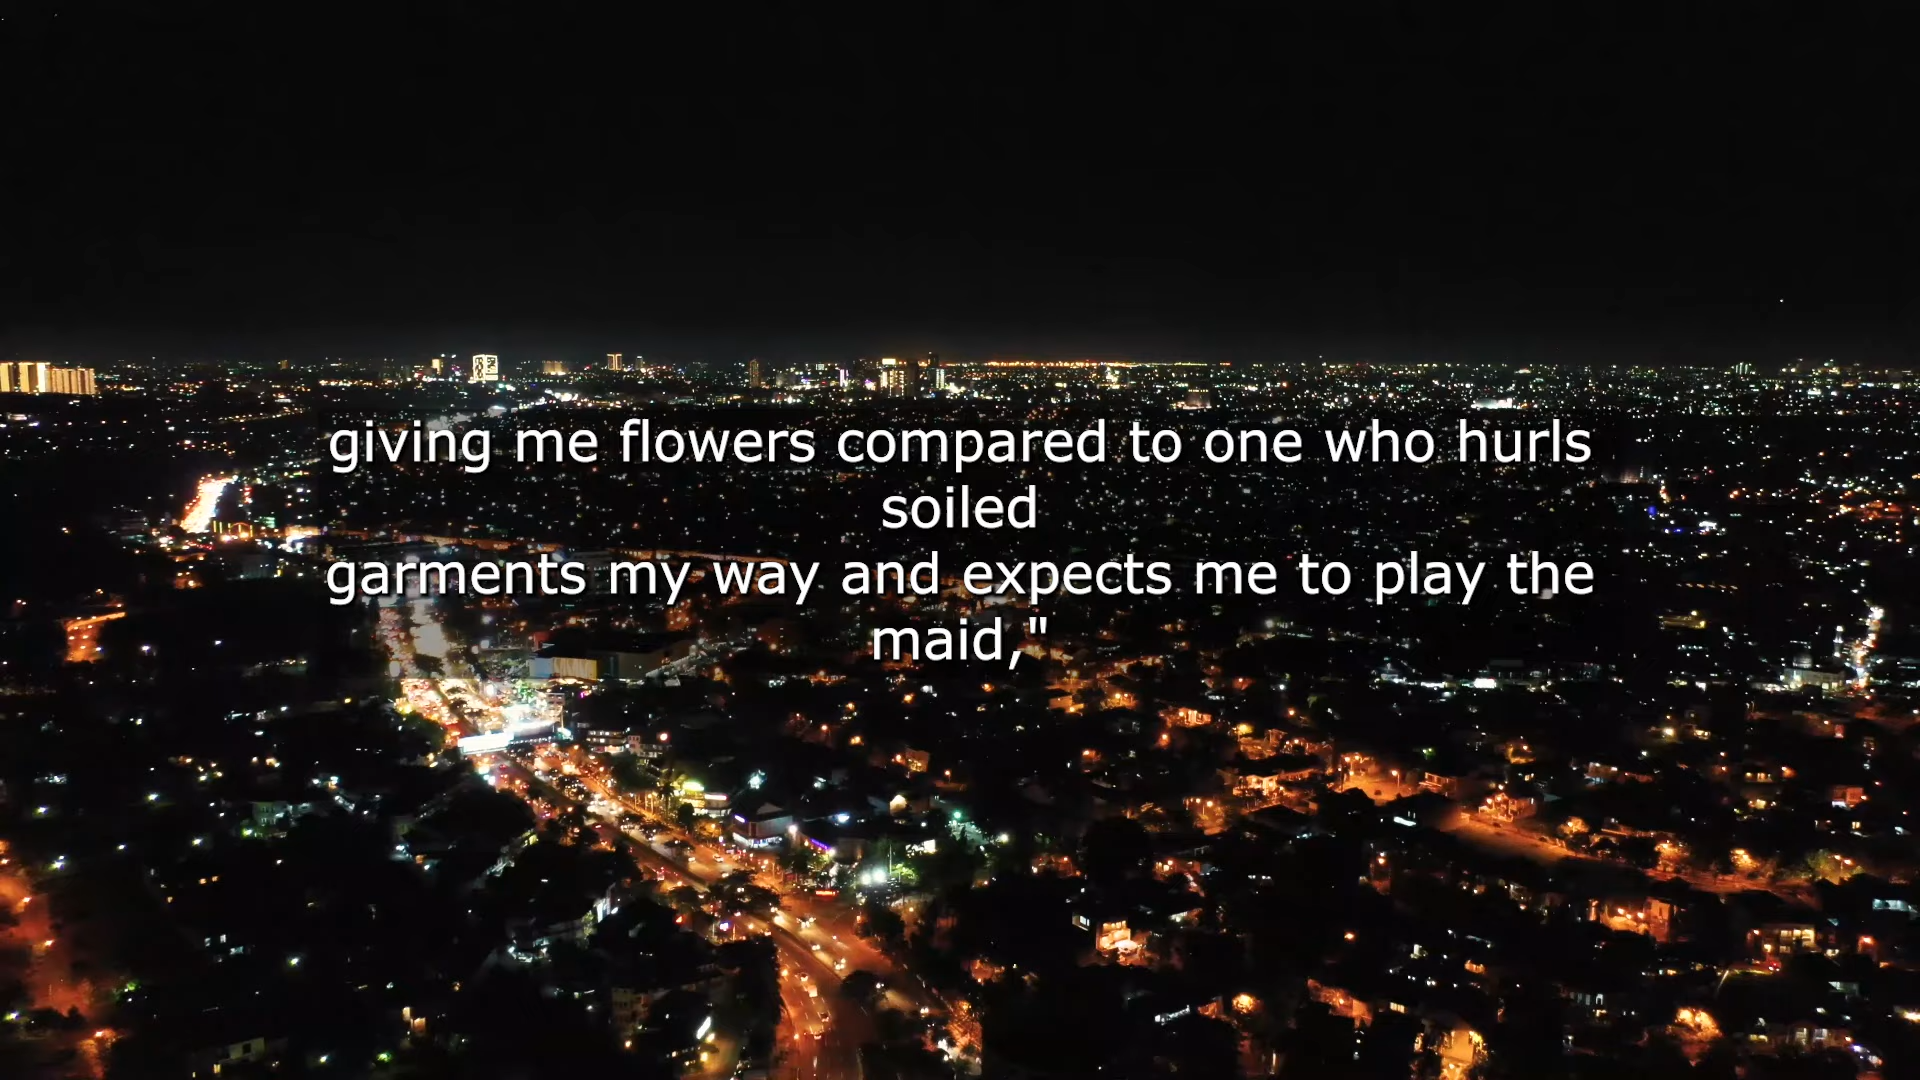 giving me flowers compared to one who hurls
soiled
garments my way and expects me to play the
maid,"